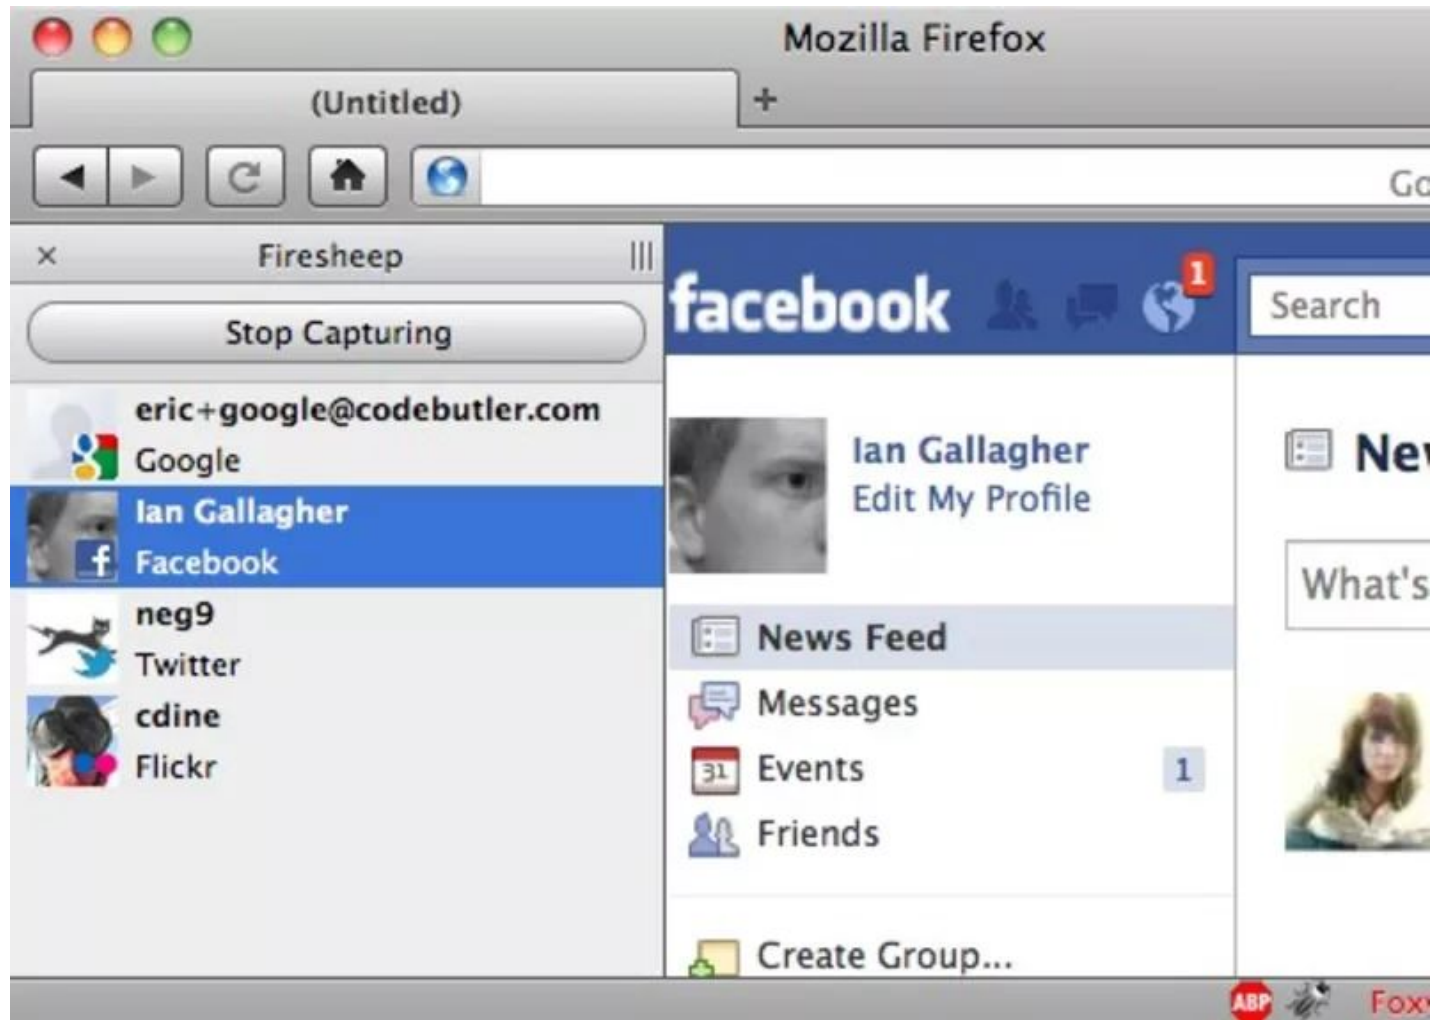 Mozilla Firefox
(Untitled)
Firesheep
Stop Capturing
eric+google@codebutler.com
Google
Ian Gallagher
Facebook
neg9
Twitter
cdine
Flickr
facebook
1
Search
Ian Gallagher
Edit My Profile
News Feed
Messages
31 Events 1
Friends
Create Group...
What's
ABP